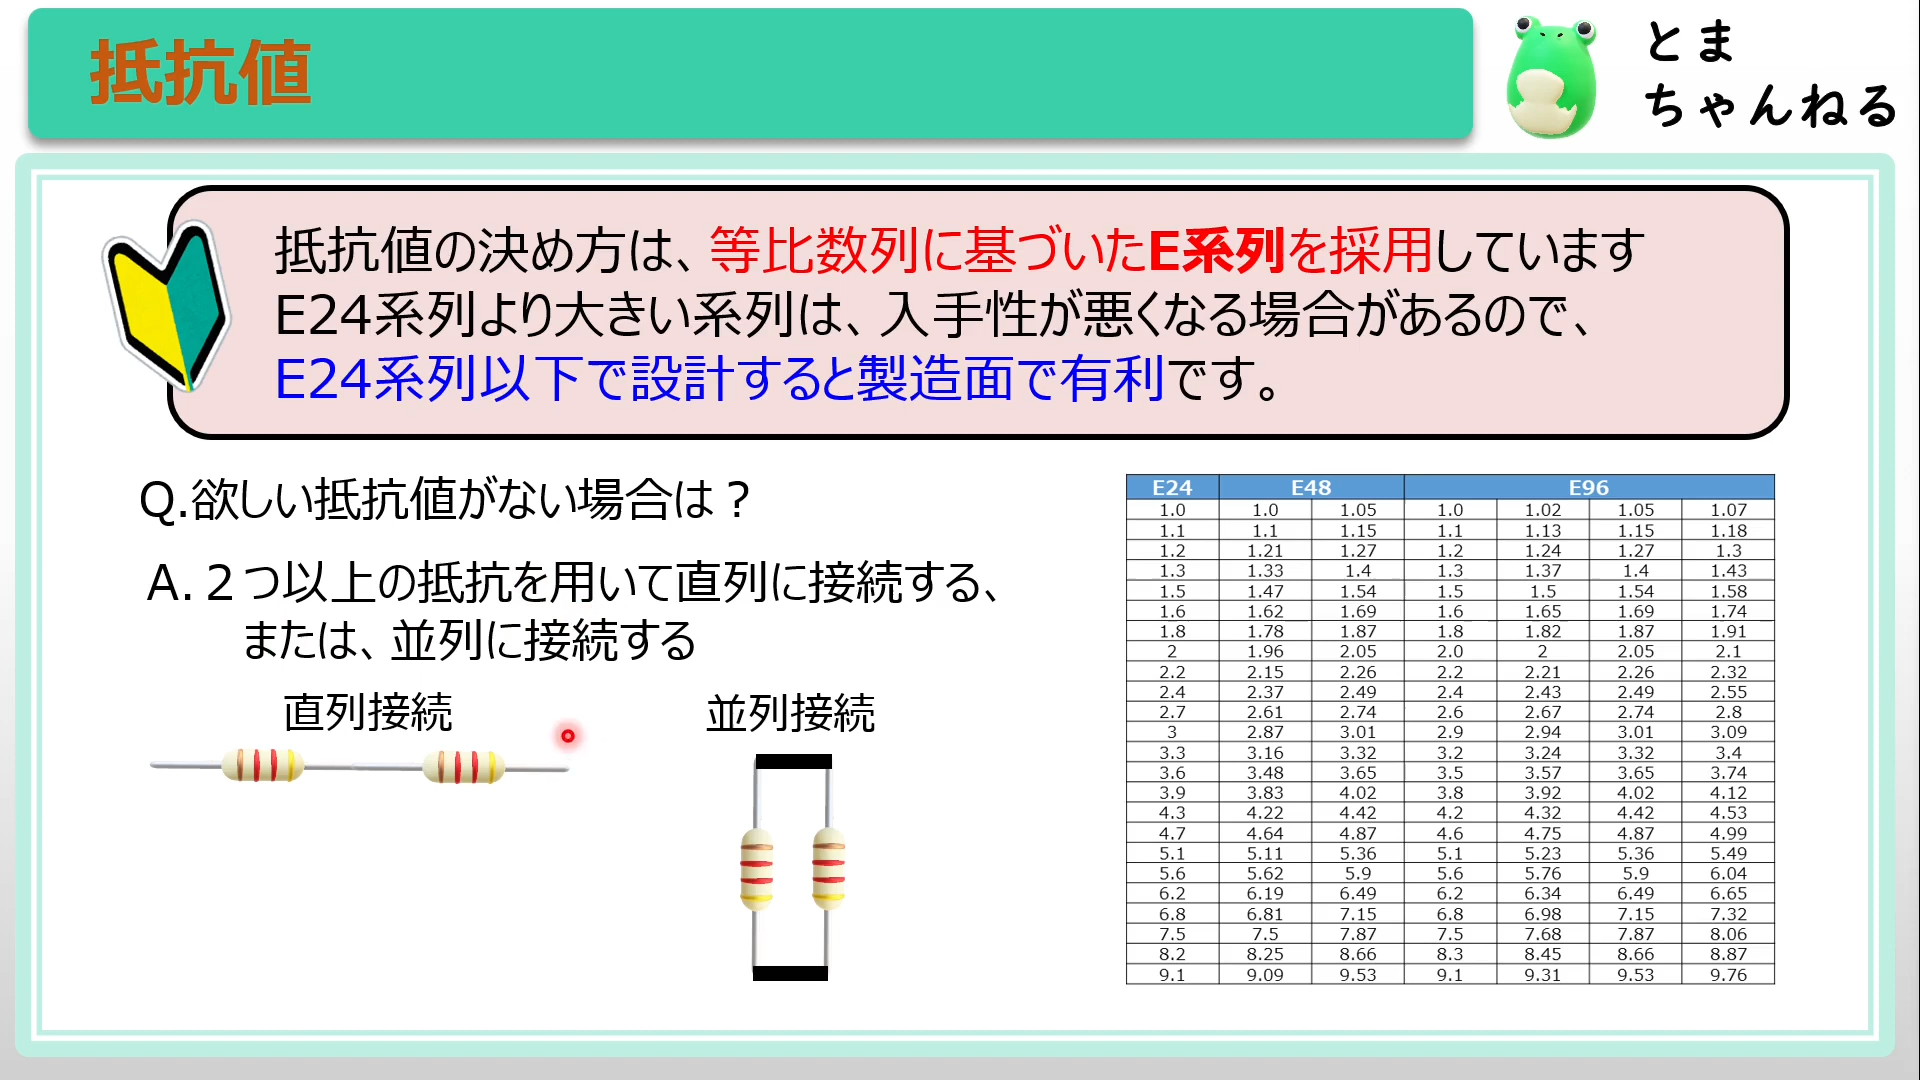 抵抗値
とま
ちゃんねる
抵抗値の決め方は、等比数列に基づいたE系列を採用しています
E24系列より大きい系列は、入手性が悪くなる場合があるので、
E24系列以下で設計すると製造面で有利です。
Q.欲しい抵抗値がない場合は？
A.２つ以上の抵抗を用いて直列に接続する、
または、並列に接続する
直列接続
並列接続
E24 E48 E96
1.0 1.0 1.05 1.0 1.02 1.05 1.07
1.1 1.1 1.15 1.1 1.13 1.15 1.18
1.2 1.21 1.27 1.2 1.24 1.27 1.3
1.3 1.33 1.4 1.3 1.37 1.4 1.43
1.5 1.47 1.54 1.5 1.5 1.54 1.58
1.6 1.62 1.69 1.6 1.65 1.69 1.74
1.8 1.78 1.87 1.8 1.82 1.87 1.91
2 1.96 2.05 2.0 2 2.05 2.1
2.2 2.15 2.26 2.2 2.21 2.26 2.32
2.4 2.37 2.49 2.4 2.43 2.49 2.55
2.7 2.61 2.74 2.6 2.67 2.74 2.8
3 2.87 3.01 2.9 2.94 3.01 3.09
3.3 3.16 3.32 3.2 3.24 3.32 3.4
3.6 3.48 3.65 3.5 3.57 3.65 3.74
3.9 3.83 4.02 3.8 3.92 4.02 4.12
4.3 4.22 4.42 4.2 4.32 4.42 4.53
4.7 4.64 4.87 4.6 4.75 4.87 4.99
5.1 5.11 5.36 5.1 5.23 5.36 5.49
5.6 5.62 5.9 5.6 5.76 5.9 6.04
6.2 6.19 6.49 6.2 6.34 6.49 6.65
6.8 6.81 7.15 6.8 6.98 7.15 7.32
7.5 7.5 7.87 7.5 7.68 7.87 8.06
8.2 8.25 8.66 8.3 8.45 8.66 8.87
9.1 9.09 9.53 9.1 9.31 9.53 9.76